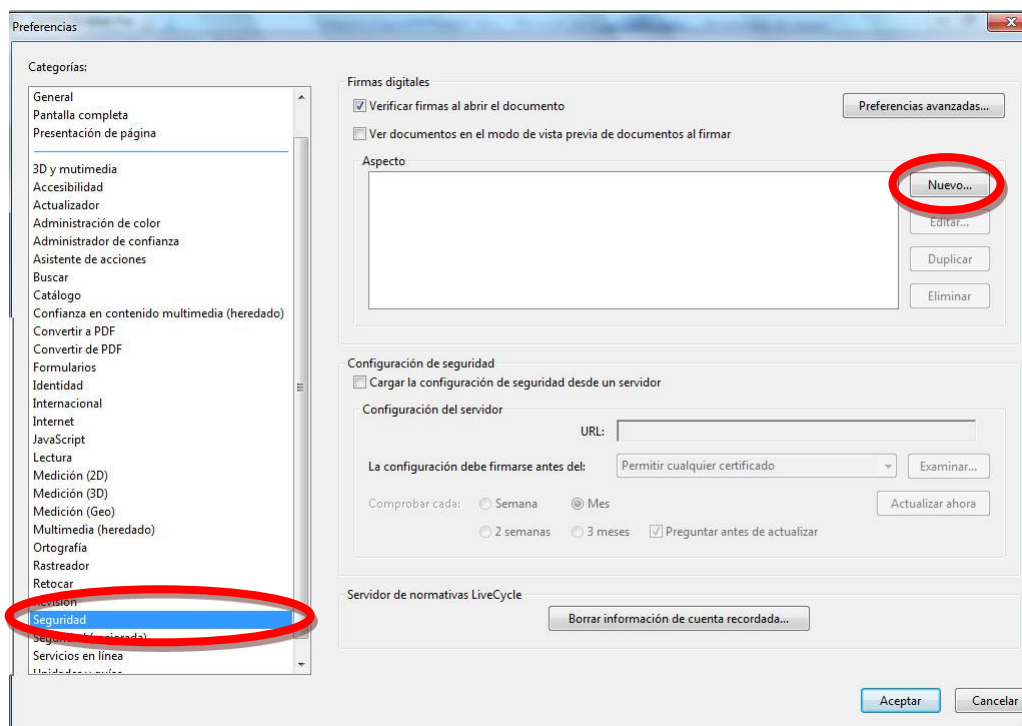 Preferencias
Categorías:
General
Pantalla completa
Presentación de página
3D y mutimedia
Accesibilidad
Actualizador
Administración de color
Administrador de confianza
Asistente de acciones
Buscar
Catálogo
Confianza en contenido multimedia (heredado)
Convertir a PDF
Convertir de PDF
Formularios
Identidad
Internacional
Internet
JavaScript
Lectura
Medición (2D)
Medición (3D)
Medición (Geo)
Multimedia (heredado)
Ortografía
Rastreador
Retocar
Revisión
Seguridad
Seguridad (mejorada)
Servicios en línea
Unidades y guías
Firmas digitales
Verificar firmas al abrir el documento
Preferencias avanzadas...
Ver documentos en el modo de vista previa de documentos al firmar
Aspecto
Nuevo...
Editar...
Duplicar
Eliminar
Configuración de seguridad
Cargar la configuración de seguridad desde un servidor
Configuración del servidor
URL:
La configuración debe firmarse antes del: Permitir cualquier certificado Examinar...
Comprobar cada: Semana Mes Actualizar ahora
2 semanas 3 meses Preguntar antes de actualizar
Servidor de normativas LiveCycle
Borrar información de cuenta recordada...
Aceptar Cancelar